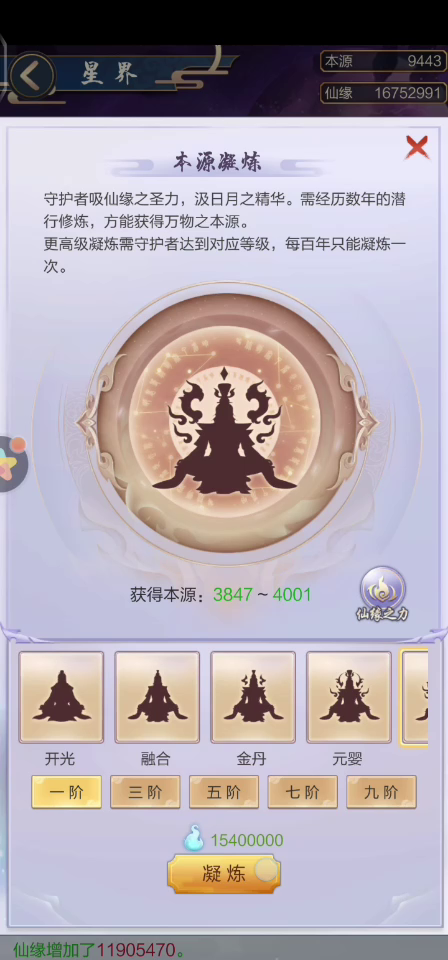 星界
本源 9443
仙缘 16752991
本源凝炼
守护者吸仙缘之圣力，汲日月之精华。需经历数年的潜
行修炼，方能获得万物之本源。
更高级凝炼需守护者达到对应等级，每百年只能凝炼一
次。
获得本源：3847 ~ 4001
仙缘之力
开光 融合 金丹 元婴
一阶 三阶 五阶 七阶 九阶
15400000
凝炼
仙缘增加了11905470。